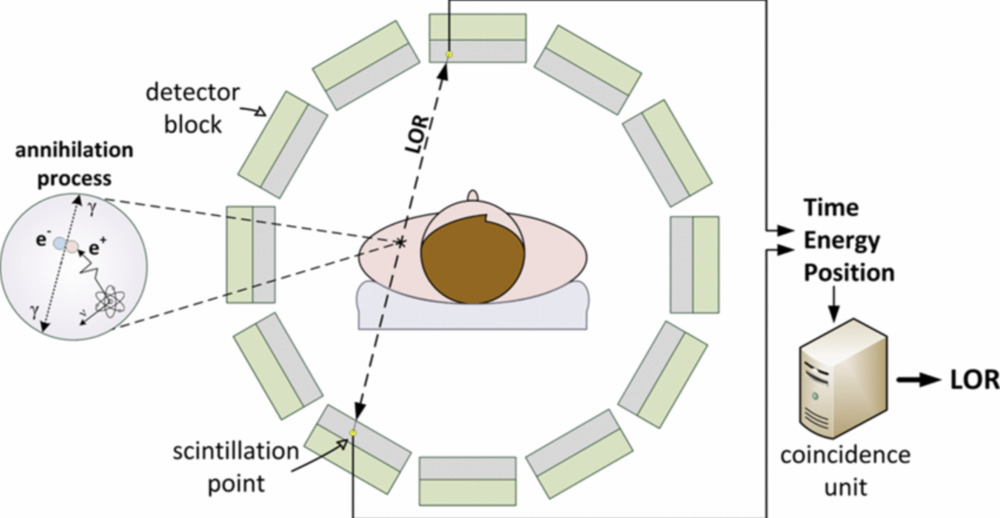 detector
block
annihilation
process
γ
e-
e+
γ
ν
LOR
scintillation
point
Time
Energy
Position
LOR
coincidence
unit